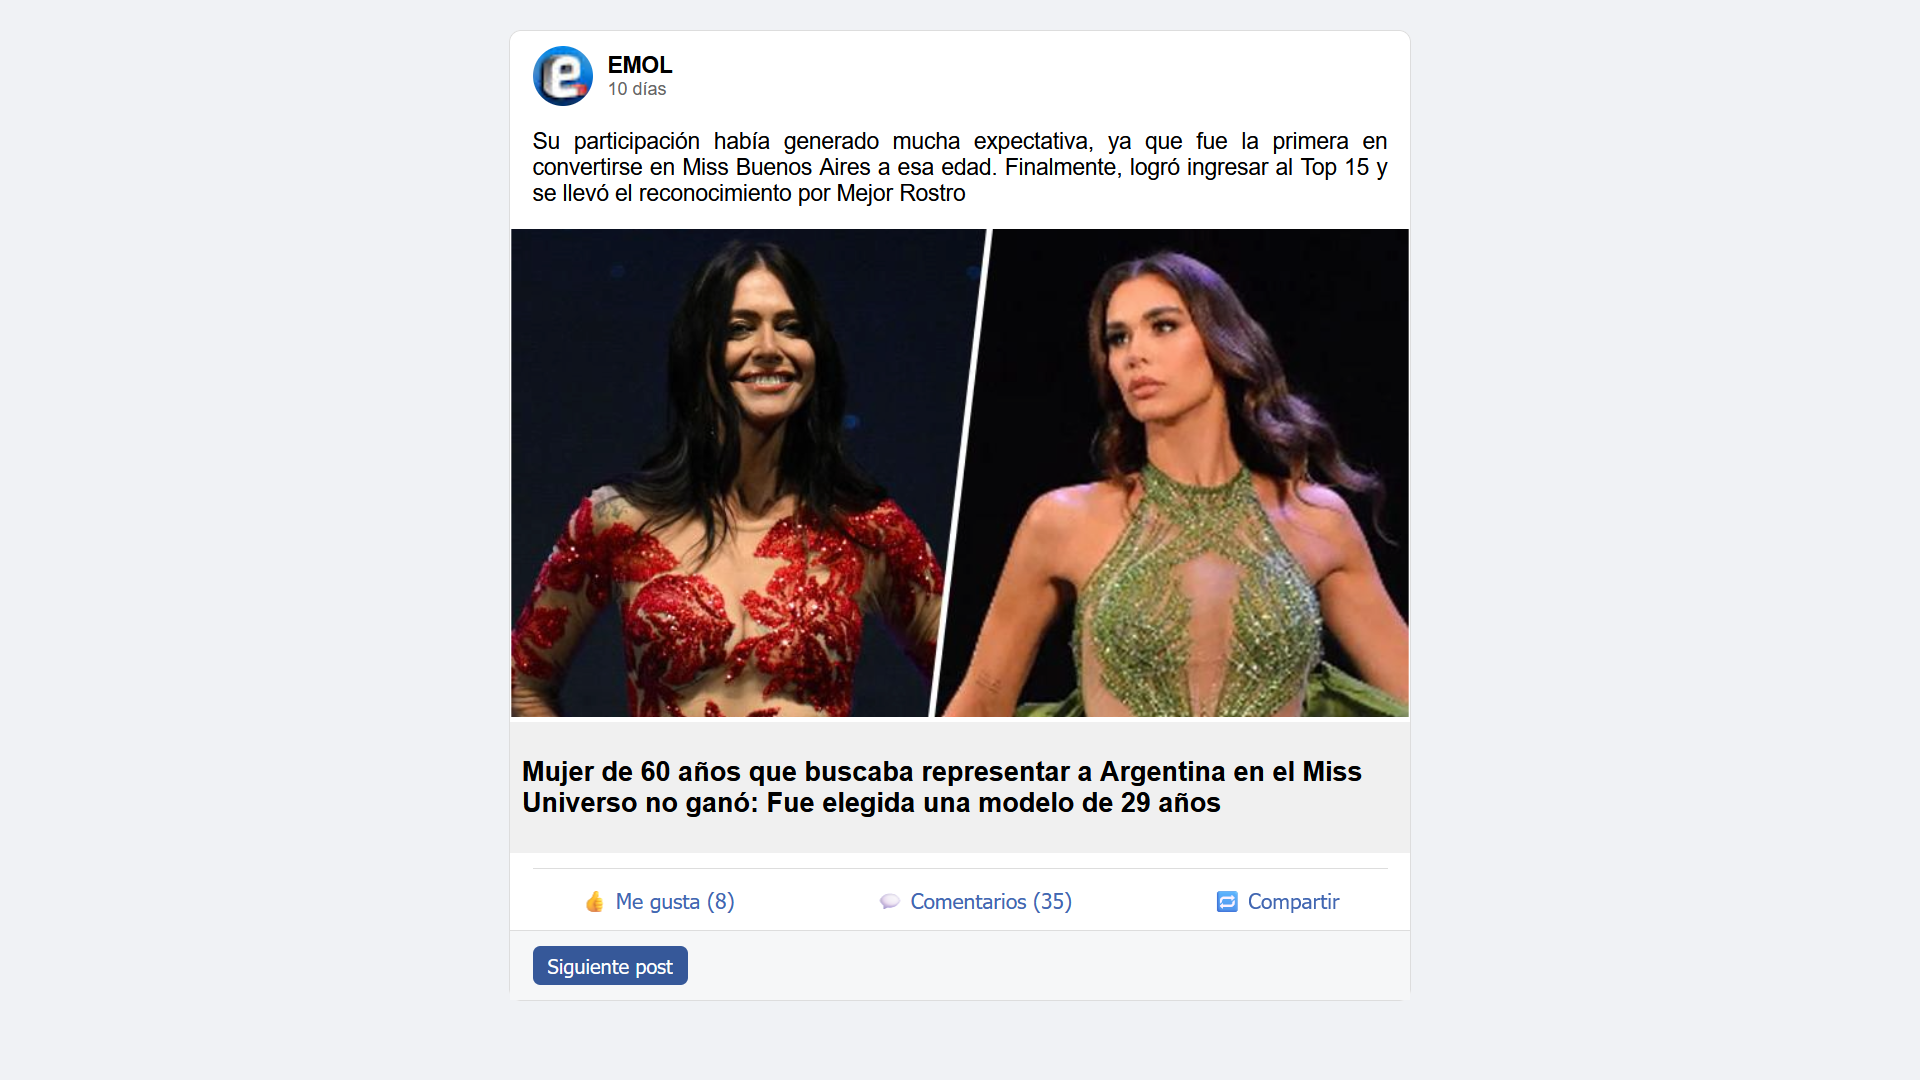 EMOL
10 días
Su participación había generado mucha expectativa, ya que fue la primera en
convertirse en Miss Buenos Aires a esa edad. Finalmente, logró ingresar al Top 15 y
se llevó el reconocimiento por Mejor Rostro
Mujer de 60 años que buscaba representar a Argentina en el Miss
Universo no ganó: Fue elegida una modelo de 29 años
Me gusta (8)
Comentarios (35)
Compartir
Siguiente post